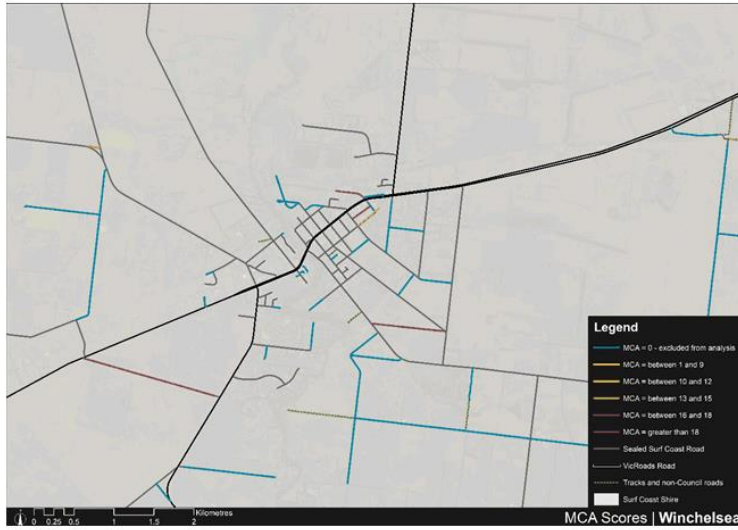 Legend
MCA = 0 - excluded from analysis
MCA = between 1 and 9
MCA = between 10 and 12
MCA = between 13 and 15
MCA = between 16 and 18
MCA = greater than 18
Sealed Surf Coast Road
VicRoads Road
Tracks and non-Council roads
Surf Coast Shire
Kilometres
0 0.25 0.5 1 1.5 2
MCA Scores | Winchelsea